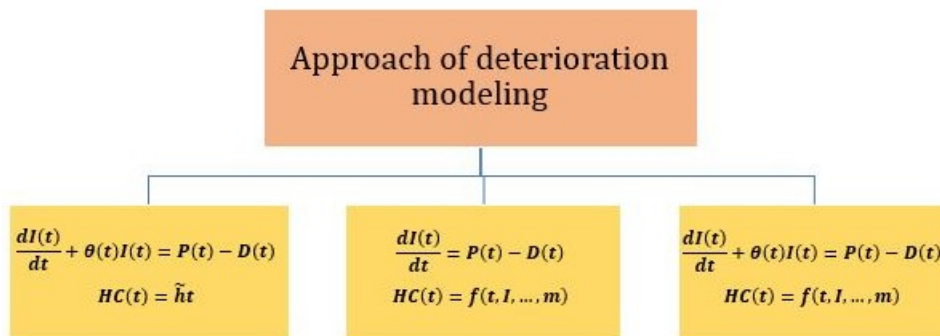 Approach of deterioration
modeling
dI(t)/dt + θ(t)I(t) = P(t) − D(t)
HC(t) = h̃t
dI(t)/dt = P(t) − D(t)
HC(t) = f(t, I, ..., m)
dI(t)/dt + θ(t)I(t) = P(t) − D(t)
HC(t) = f(t, I, ..., m)